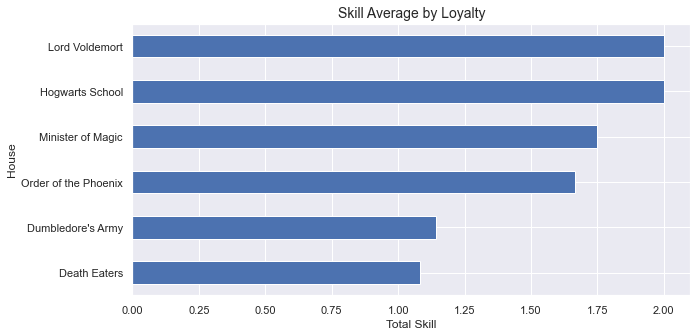 Skill Average by Loyalty
House
Lord Voldemort
Hogwarts School
Minister of Magic
Order of the Phoenix
Dumbledore's Army
Death Eaters
0.00 0.25 0.50 0.75 1.00 1.25 1.50 1.75 2.00
Total Skill